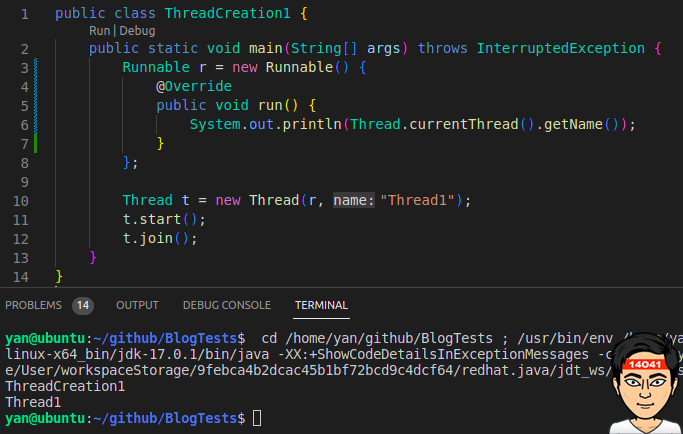 1 public class ThreadCreation1 {
Run | Debug
2 public static void main(String[] args) throws InterruptedException {
3 Runnable r = new Runnable() {
4 @Override
5 public void run() {
6 System.out.println(Thread.currentThread().getName());
7 }
8 };
9
10 Thread t = new Thread(r, name: "Thread1");
11 t.start();
12 t.join();
13 }
14 }
PROBLEMS 14 OUTPUT DEBUG CONSOLE TERMINAL
yan@ubuntu:~/github/BlogTests$ cd /home/yan/github/BlogTests ; /usr/bin/env
linux-x64_bin/jdk-17.0.1/bin/java -XX:+ShowCodeDetailsInExceptionMessages
e/User/workspaceStorage/9febca4b2dcac45b1bf72bcd9c4dcf64/redhat.java/jdt_ws/
ThreadCreation1
Thread1
yan@ubuntu:~/github/BlogTests$
14041